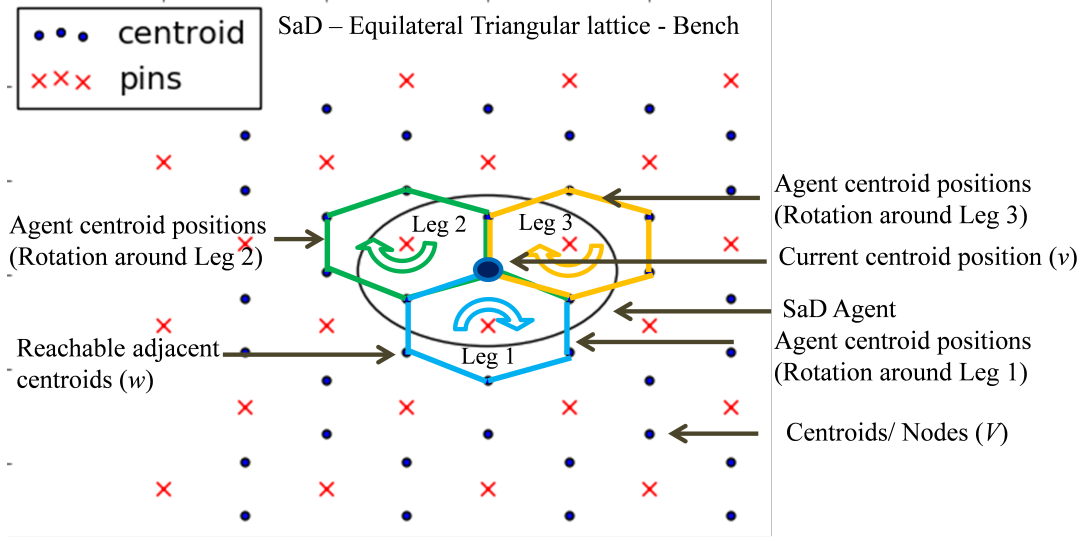 SaD – Equilateral Triangular lattice - Bench
centroid
pins
Agent centroid positions
(Rotation around Leg 3)
Leg 2
Leg 3
Agent centroid positions
(Rotation around Leg 2)
Current centroid position (v)
SaD Agent
Agent centroid positions
(Rotation around Leg 1)
Reachable adjacent
centroids (w)
Leg 1
Centroids/ Nodes (V)